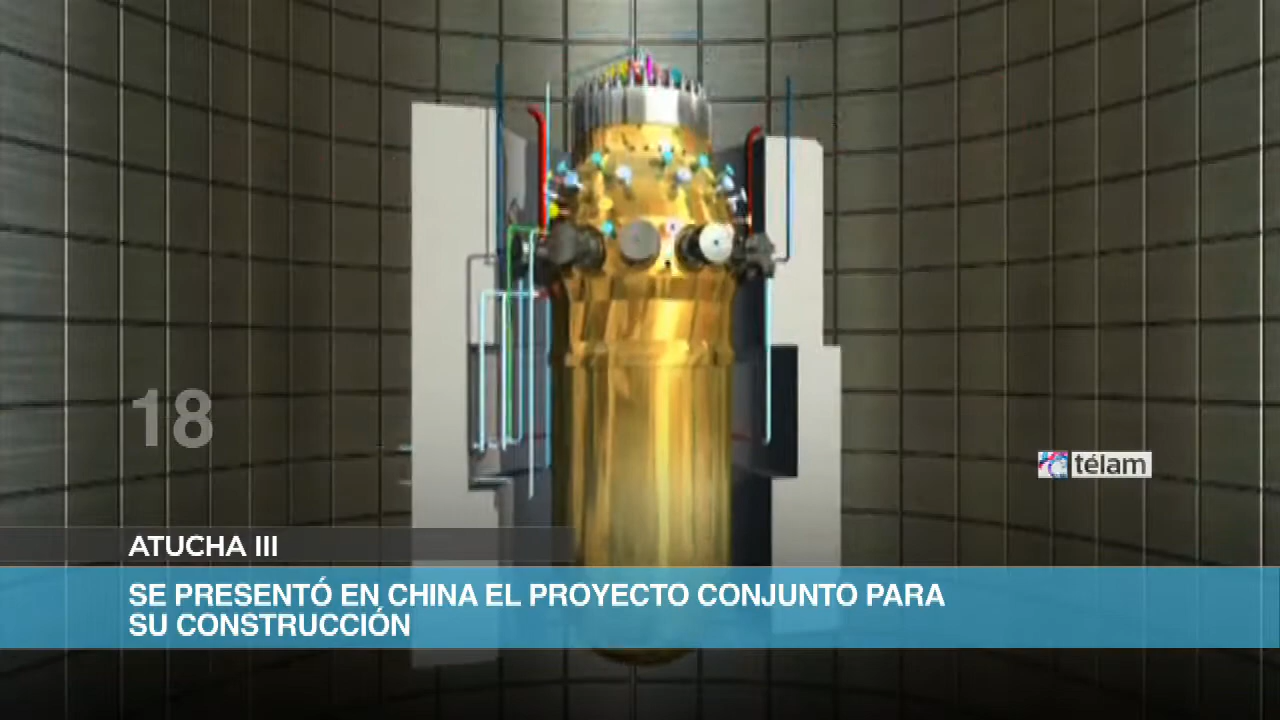 18
télam
ATUCHA III
SE PRESENTÓ EN CHINA EL PROYECTO CONJUNTO PARA
SU CONSTRUCCIÓN